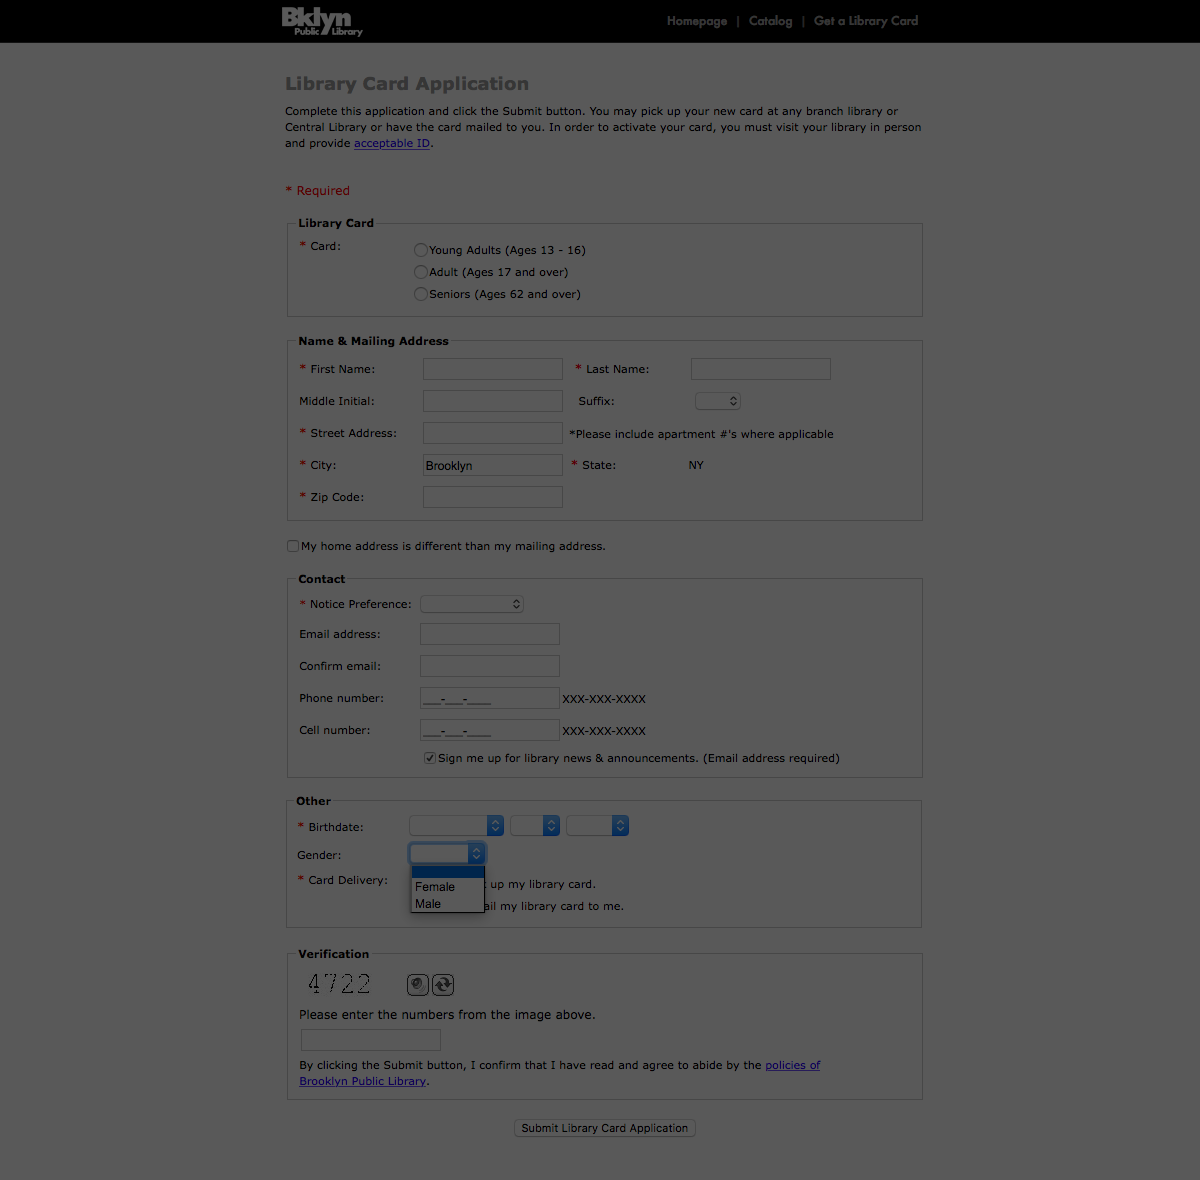 Bklyn
Public Library
Homepage | Catalog | Get a Library Card
Library Card Application
Complete this application and click the Submit button. You may pick up your new card at any branch library or
Central Library or have the card mailed to you. In order to activate your card, you must visit your library in person
and provide acceptable ID.
* Required
Library Card
* Card:
Young Adults (Ages 13 - 16)
Adult (Ages 17 and over)
Seniors (Ages 62 and over)
Name & Mailing Address
* First Name: * Last Name:
Middle Initial: Suffix:
* Street Address: *Please include apartment #'s where applicable
* City: Brooklyn * State: NY
* Zip Code:
My home address is different than my mailing address.
Contact
* Notice Preference:
Email address:
Confirm email:
Phone number: ___-___-____ XXX-XXX-XXXX
Cell number: ___-___-____ XXX-XXX-XXXX
Sign me up for library news & announcements. (Email address required)
Other
* Birthdate:
Gender:
* Card Delivery: up my library card.
Female
Male
my library card to me.
Verification
4722
Please enter the numbers from the image above.
By clicking the Submit button, I confirm that I have read and agree to abide by the policies of
Brooklyn Public Library.
Submit Library Card Application